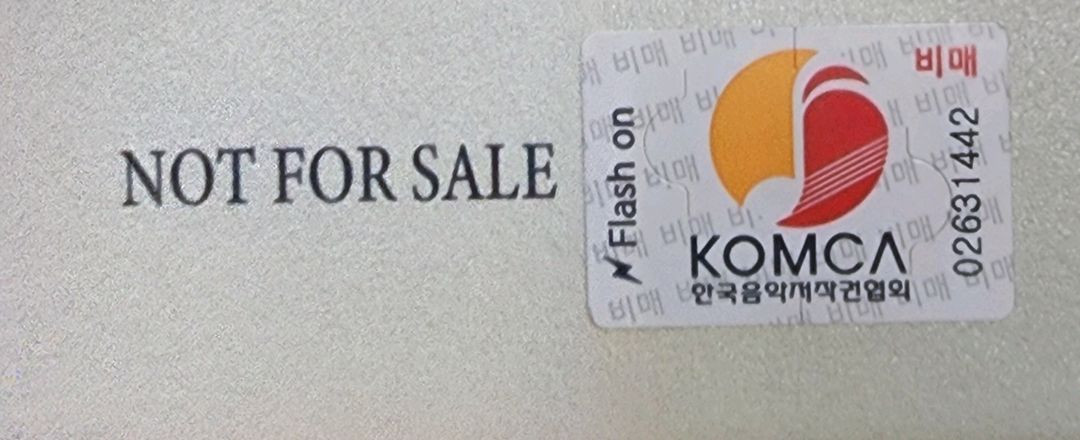 NOT FOR SALE
Flash on
비매
02631442
KOMCA
한국음악저작권협회